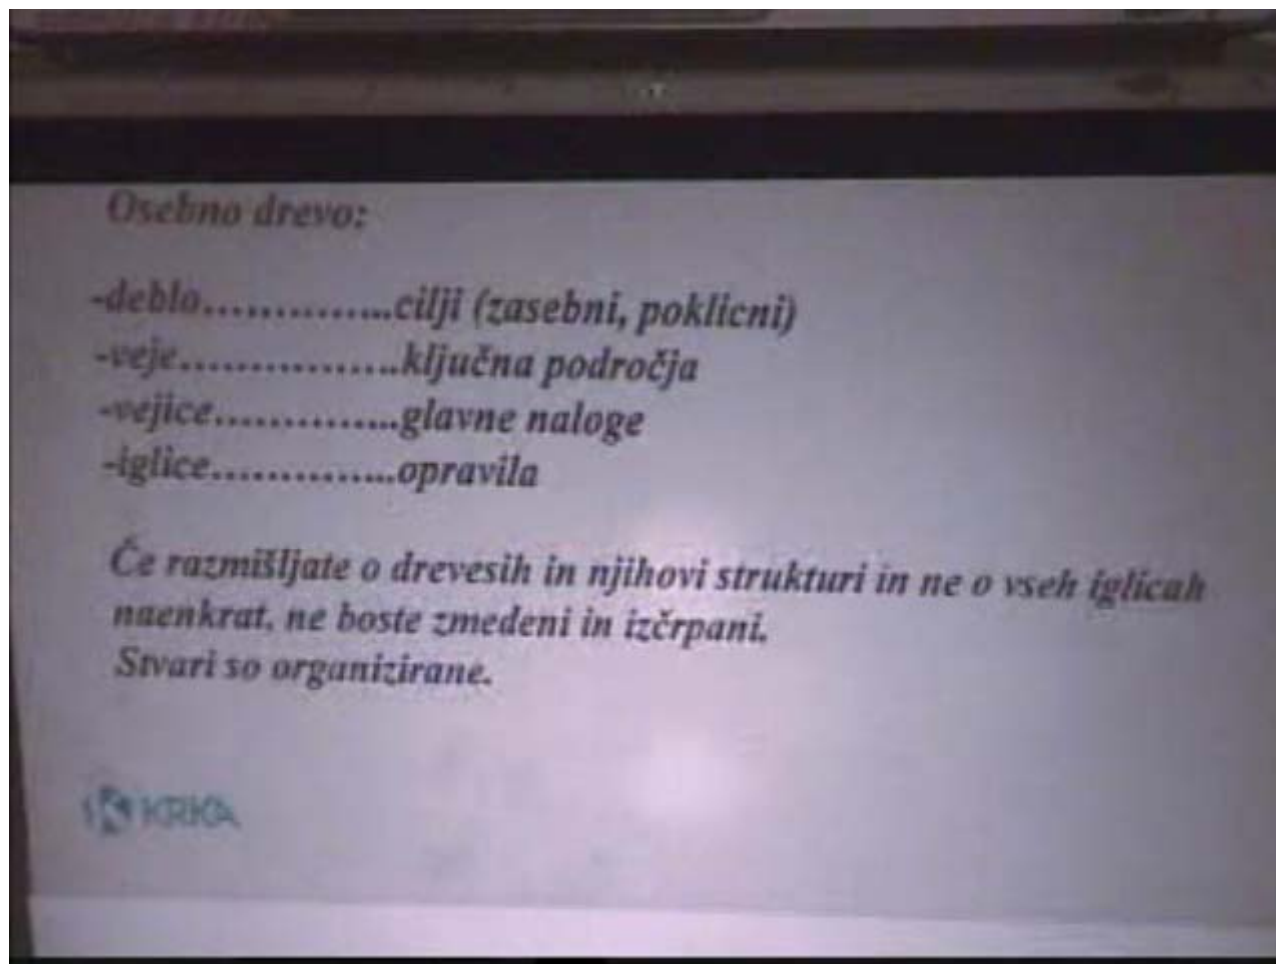 Osebno drevo:
-deblo..............cilji (zasebni, poklicni)
-veje................ključna področja
-vejice.............glavne naloge
-iglice..............opravila
Če razmišljate o drevesih in njihovi strukturi in ne o vseh iglicah
naenkrat, ne boste zmedeni in izčrpani.
Stvari so organizirane.
KRKA